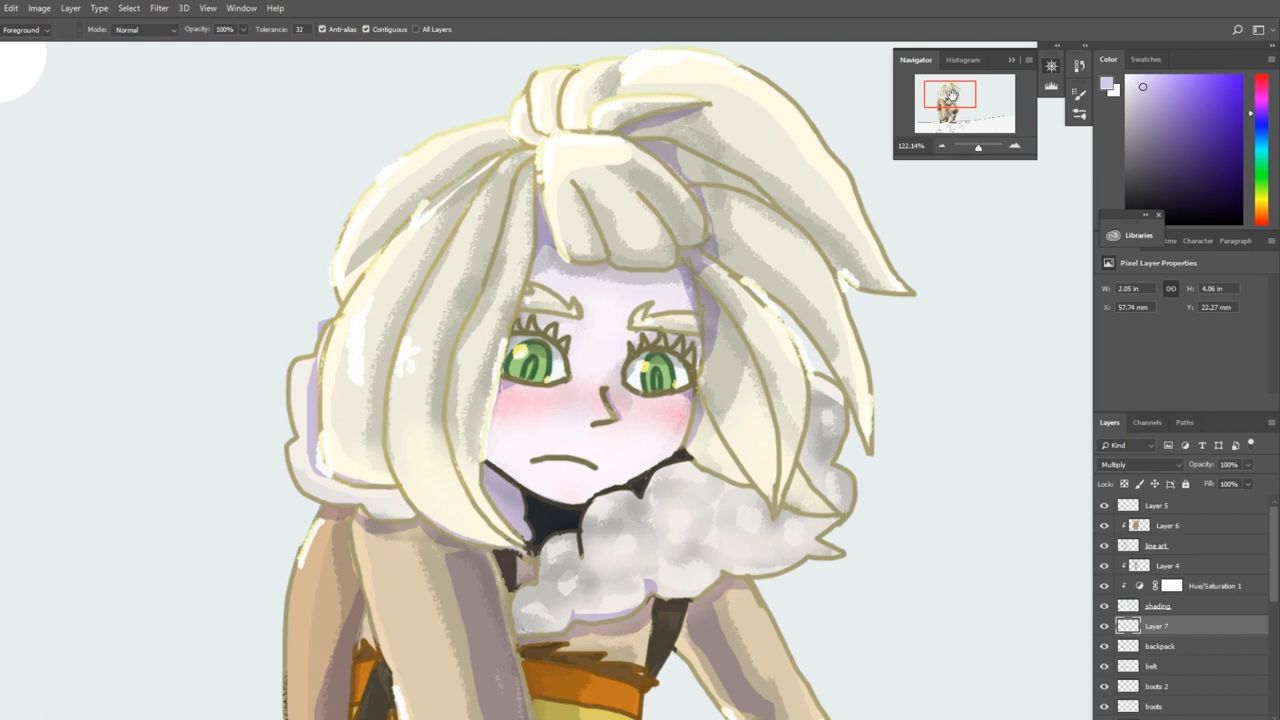 Edit Image Layer Type Select Filter 3D View Window Help
Foreground Mode: Normal Opacity: 100% Tolerance: 32 Anti-alias Contiguous All Layers
Navigator Histogram
122.14%
Color Swatches
Libraries
Character Paragraph
Pixel Layer Properties
W: 2.05 in H: 4.06 in
X: 57.74 mm Y: 22.27 mm
Layers Channels Paths
Kind
Multiply Opacity: 100%
Lock: Fill: 100%
Layer 5
Layer 6
line art
Layer 4
Hue/Saturation 1
shading
Layer 7
backpack
belt
boots 2
boots